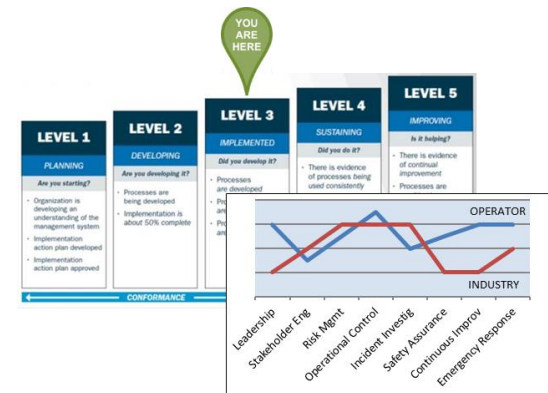 YOU
ARE
HERE
LEVEL 1
PLANNING
Are you starting?
• Organization is
developing an
understanding of the
management system
• Implementation
action plan developed
• Implementation
action plan approved
LEVEL 2
DEVELOPING
Are you developing it?
• Processes are
being developed
• Implementation is
about 50% complete
LEVEL 3
IMPLEMENTED
Did you develop it?
• Processes
are developed
LEVEL 4
SUSTAINING
Did you do it?
• There is evidence
of processes being
used consistently
LEVEL 5
IMPROVING
Is it helping?
• There is evidence
of continual
improvement
• Processes are
CONFORMANCE
OPERATOR
INDUSTRY
Leadership
Stakeholder Eng
Risk Mgmt
Operational Control
Incident Investig
Safety Assurance
Continuous Improv
Emergency Response